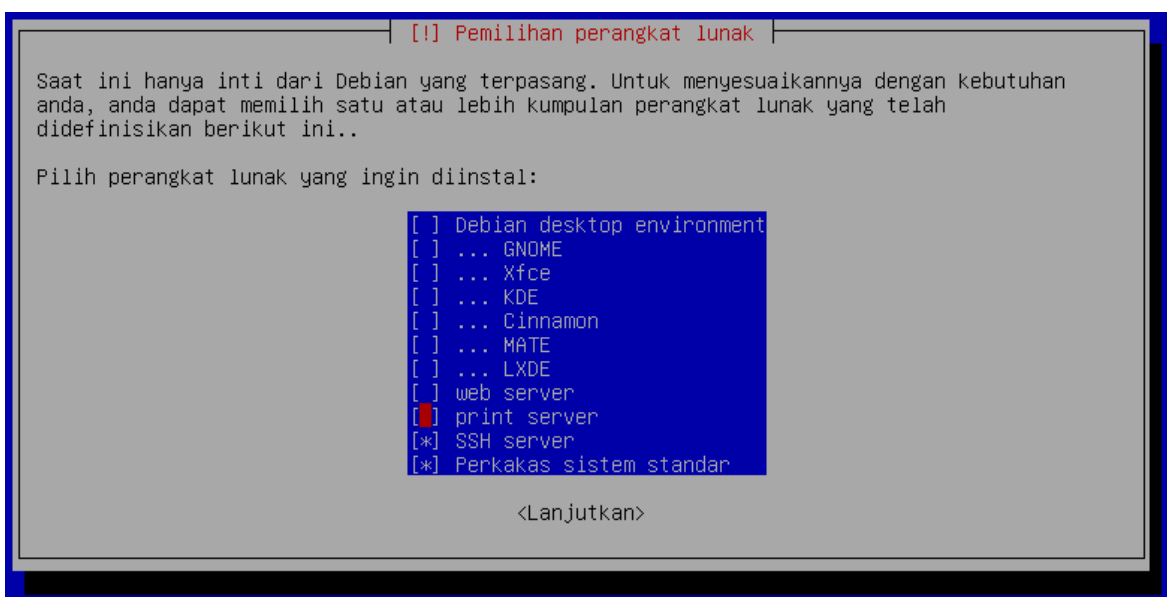 [!] Pemilihan perangkat lunak
Saat ini hanya inti dari Debian yang terpasang. Untuk menyesuaikannya dengan kebutuhan
anda, anda dapat memilih satu atau lebih kumpulan perangkat lunak yang telah
didefinisikan berikut ini..
Pilih perangkat lunak yang ingin diinstal:
[ ] Debian desktop environment
[ ] ... GNOME
[ ] ... Xfce
[ ] ... KDE
[ ] ... Cinnamon
[ ] ... MATE
[ ] ... LXDE
[ ] web server
[ ] print server
[*] SSH server
[*] Perkakas sistem standar
<Lanjutkan>